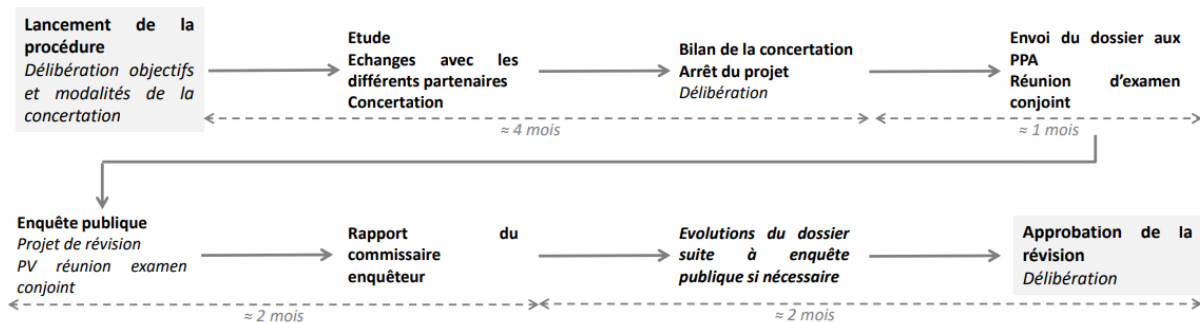 Lancement de la
procédure
Délibération objectifs
et modalités de la
concertation
Etude
Echanges avec les
différents partenaires
Concertation
Bilan de la concertation
Arrêt du projet
Délibération
Envoi du dossier aux
PPA
Réunion d'examen
conjoint
≈ 4 mois
≈ 1 mois
Enquête publique
Projet de révision
PV réunion examen
conjoint
Rapport du
commissaire
enquêteur
Evolutions du dossier
suite à enquête
publique si nécessaire
Approbation de la
révision
Délibération
≈ 2 mois
≈ 2 mois